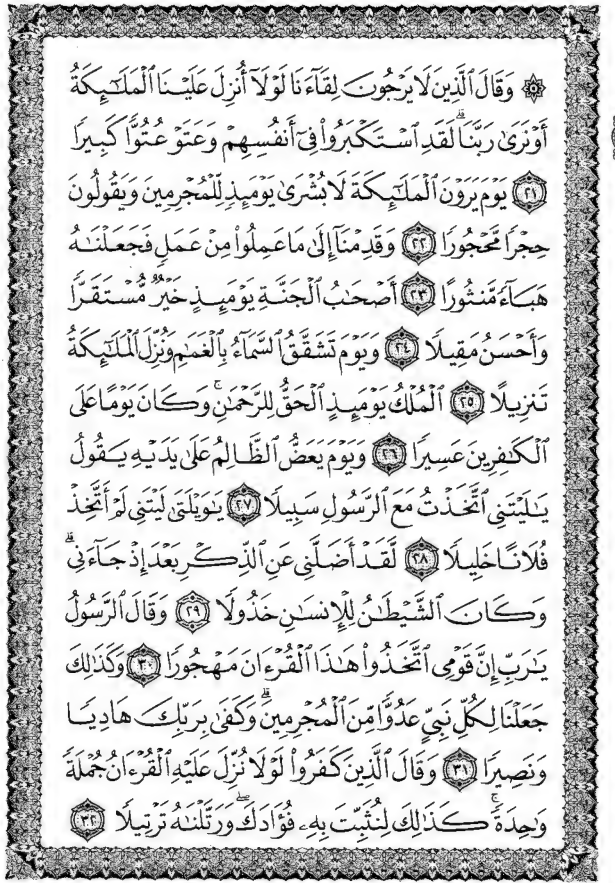 ۞ وَقَالَ ٱلَّذِينَ لَا يَرْجُونَ لِقَآءَنَا لَوْلَآ أُنزِلَ عَلَيْنَا ٱلْمَلَٰٓئِكَةُ
أَوْ نَرَىٰ رَبَّنَا ۗ لَقَدِ ٱسْتَكْبَرُوا۟ فِىٓ أَنفُسِهِمْ وَعَتَوْ عُتُوًّا كَبِيرًا
﴿٢١﴾ يَوْمَ يَرَوْنَ ٱلْمَلَٰٓئِكَةَ لَا بُشْرَىٰ يَوْمَئِذٍ لِّلْمُجْرِمِينَ وَيَقُولُونَ
حِجْرًا مَّحْجُورًا ﴿٢٢﴾ وَقَدِمْنَآ إِلَىٰ مَا عَمِلُوا۟ مِنْ عَمَلٍ فَجَعَلْنَٰهُ
هَبَآءً مَّنثُورًا ﴿٢٣﴾ أَصْحَٰبُ ٱلْجَنَّةِ يَوْمَئِذٍ خَيْرٌ مُّسْتَقَرًّا
وَأَحْسَنُ مَقِيلًا ﴿٢٤﴾ وَيَوْمَ تَشَقَّقُ ٱلسَّمَآءُ بِٱلْغَمَٰمِ وَنُزِّلَ ٱلْمَلَٰٓئِكَةُ
تَنزِيلًا ﴿٢٥﴾ ٱلْمُلْكُ يَوْمَئِذٍ ٱلْحَقُّ لِلرَّحْمَٰنِ ۚ وَكَانَ يَوْمًا عَلَى
ٱلْكَٰفِرِينَ عَسِيرًا ﴿٢٦﴾ وَيَوْمَ يَعَضُّ ٱلظَّالِمُ عَلَىٰ يَدَيْهِ يَقُولُ
يَٰلَيْتَنِى ٱتَّخَذْتُ مَعَ ٱلرَّسُولِ سَبِيلًا ﴿٢٧﴾ يَٰوَيْلَتَىٰ لَيْتَنِى لَمْ أَتَّخِذْ
فُلَانًا خَلِيلًا ﴿٢٨﴾ لَّقَدْ أَضَلَّنِى عَنِ ٱلذِّكْرِ بَعْدَ إِذْ جَآءَنِى ۗ
وَكَانَ ٱلشَّيْطَٰنُ لِلْإِنسَٰنِ خَذُولًا ﴿٢٩﴾ وَقَالَ ٱلرَّسُولُ
يَٰرَبِّ إِنَّ قَوْمِى ٱتَّخَذُوا۟ هَٰذَا ٱلْقُرْءَانَ مَهْجُورًا ﴿٣٠﴾ وَكَذَٰلِكَ
جَعَلْنَا لِكُلِّ نَبِىٍّ عَدُوًّا مِّنَ ٱلْمُجْرِمِينَ ۗ وَكَفَىٰ بِرَبِّكَ هَادِيًا
وَنَصِيرًا ﴿٣١﴾ وَقَالَ ٱلَّذِينَ كَفَرُوا۟ لَوْلَا نُزِّلَ عَلَيْهِ ٱلْقُرْءَانُ جُمْلَةً
وَٰحِدَةً ۚ كَذَٰلِكَ لِنُثَبِّتَ بِهِۦ فُؤَادَكَ ۖ وَرَتَّلْنَٰهُ تَرْتِيلًا ﴿٣٢﴾